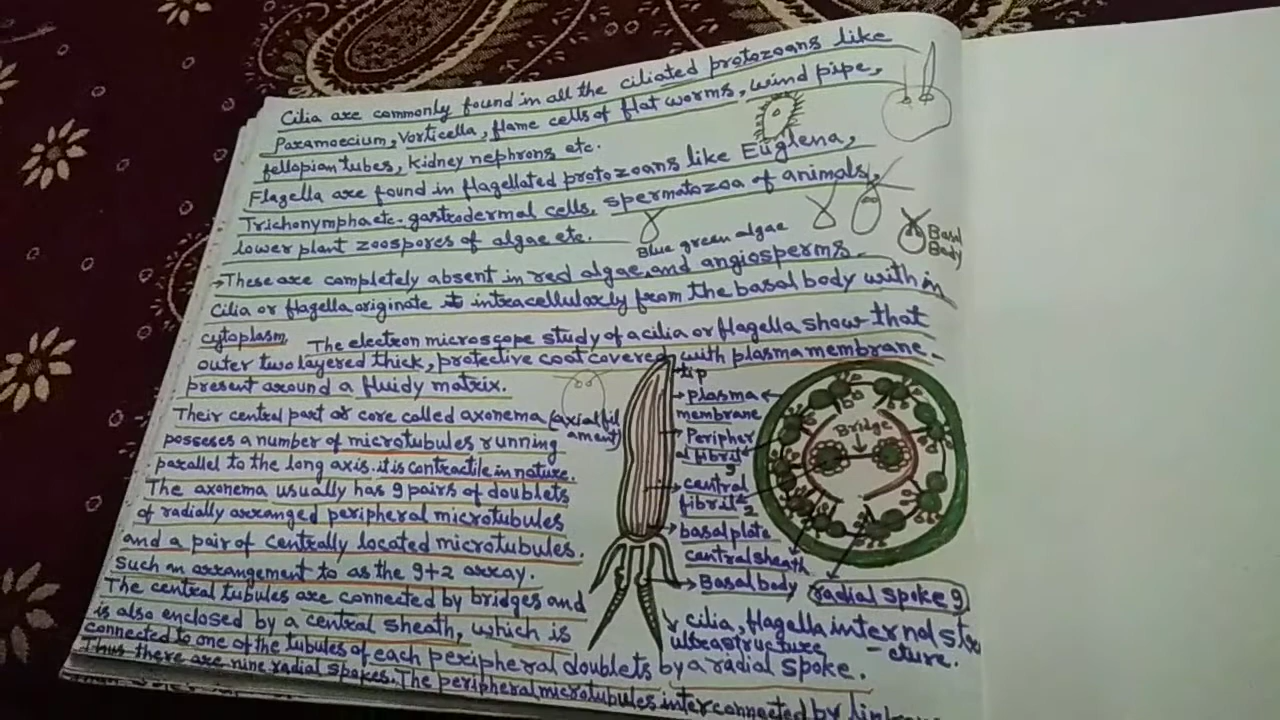 Cilia are commonly found in all the ciliated protozoans like
Paramoecium, Vorticella, flame cells of flat worms, wind pipe,
fellopian tubes, kidney nephrons etc.
Flagella are found in flagellated protozoans like Euglena,
Trichonympha etc- gastrodermal cells, spermatozoa of animals,
lower plant zoospores of algae etc.
Blue green algae
Basal
Body
→These are completely absent in red algae, and angiosperms.
Cilia or flagella originate intracellularly from the basal body with in
cytoplasm. The electron microscope study of a cilia or flagella show that
outer two layered thick, protective coat covered with plasma membrane
present around a fluidy matrix.
Their central part or core called axonema (axial fil
ament)
posseses a number of microtubules running
parallel to the long axis. it is contractile in nature.
The axonema usually has 9 pairs of doublets
of radially arranged peripheral microtubules
and a pair of centrally located microtubules.
Such an arrangement to as the 9+2 array.
The central tubules are connected by bridges and
is also enclosed by a central sheath, which is
connected to one of the tubules of each peripheral doublets by a radial spoke.
Thus there are nine radial spokes. The peripheral microtubules interconnected by
tip
plasma
membrane
Peripher
al fibril
9
central
fibril 2
basal plate
central sheath
Basal body
radial spoke 9
Bridge
cilia, flagella internal stru
cture.
ultrastructure